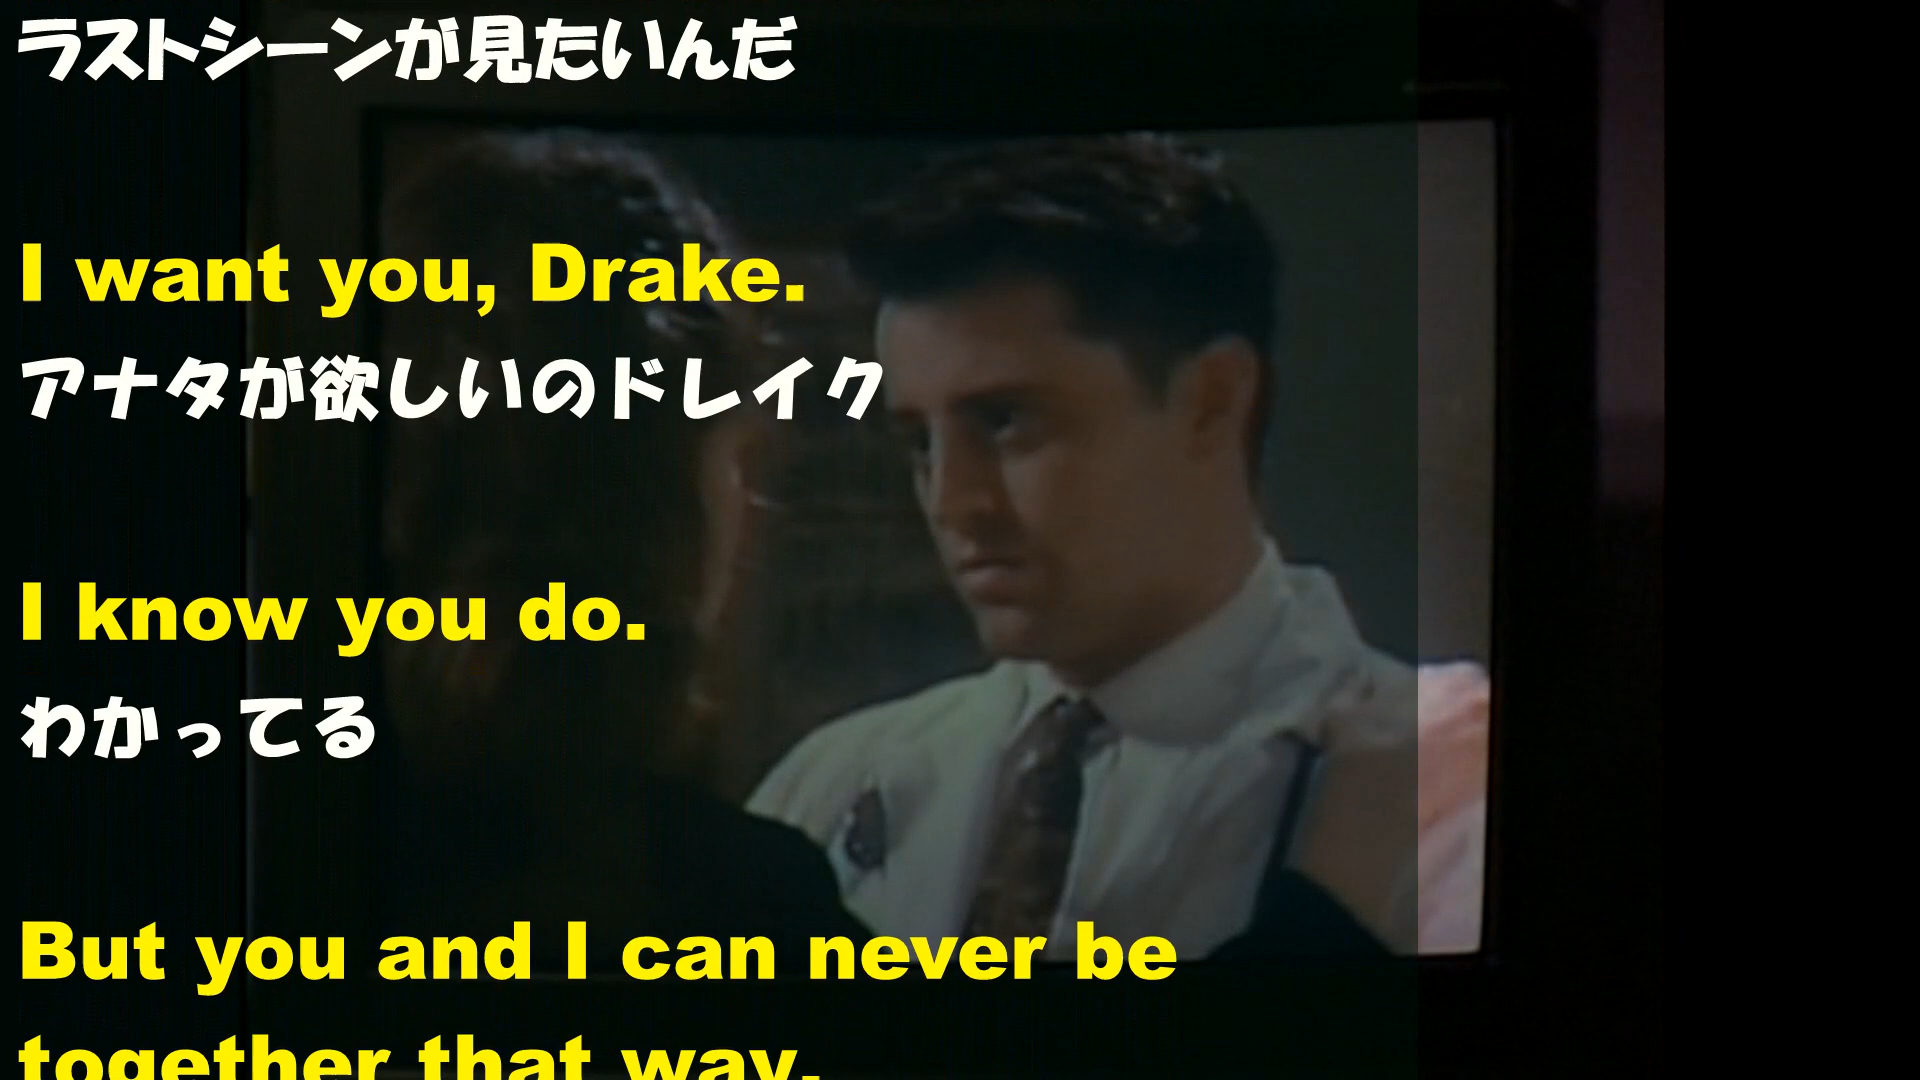 ラストシーンが見たいんだ
I want you, Drake.
アナタが欲しいのドレイク
I know you do.
わかってる
But you and I can never be
together that way.